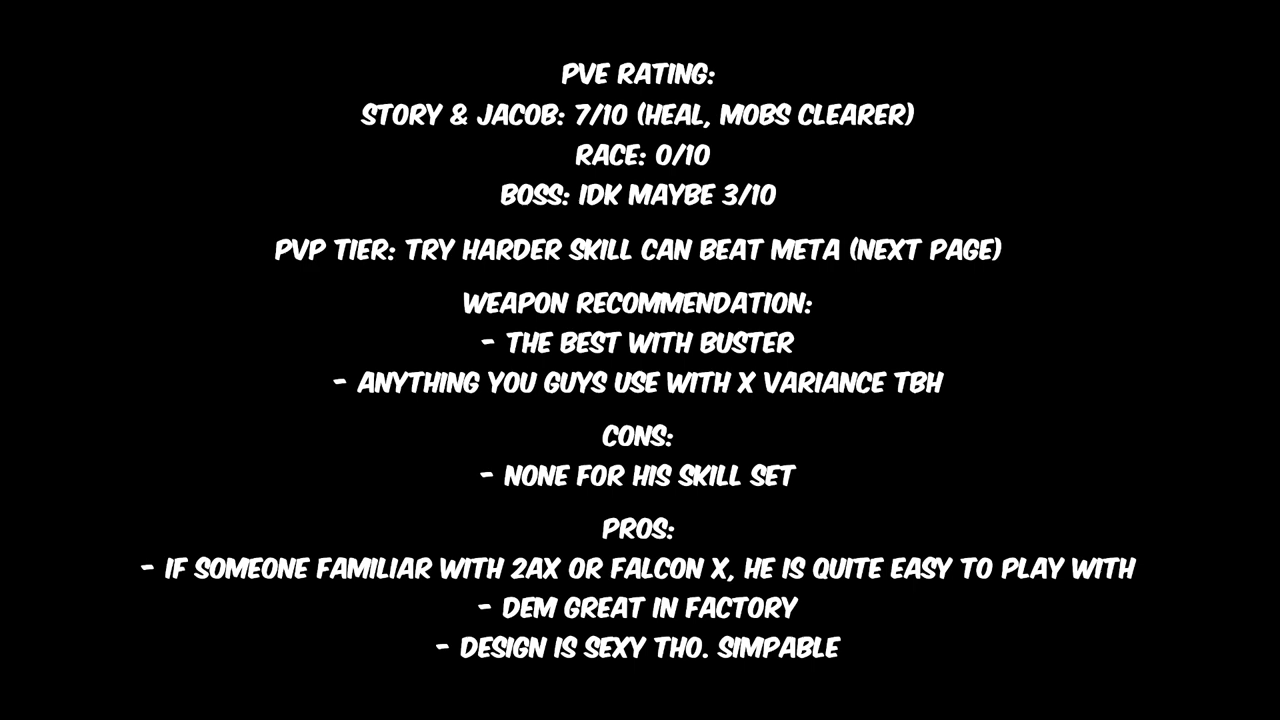 PVE RATING:
STORY & JACOB: 7/10 (HEAL, MOBS CLEARER)
RACE: 0/10
BOSS: IDK MAYBE 3/10
PVP TIER: TRY HARDER SKILL CAN BEAT META (NEXT PAGE)
WEAPON RECOMMENDATION:
- THE BEST WITH BUSTER
- ANYTHING YOU GUYS USE WITH X VARIANCE TBH
CONS:
- NONE FOR HIS SKILL SET
PROS:
- IF SOMEONE FAMILIAR WITH 2AX OR FALCON X, HE IS QUITE EASY TO PLAY WITH
- DEM GREAT IN FACTORY
- DESIGN IS SEXY THO. SIMPABLE